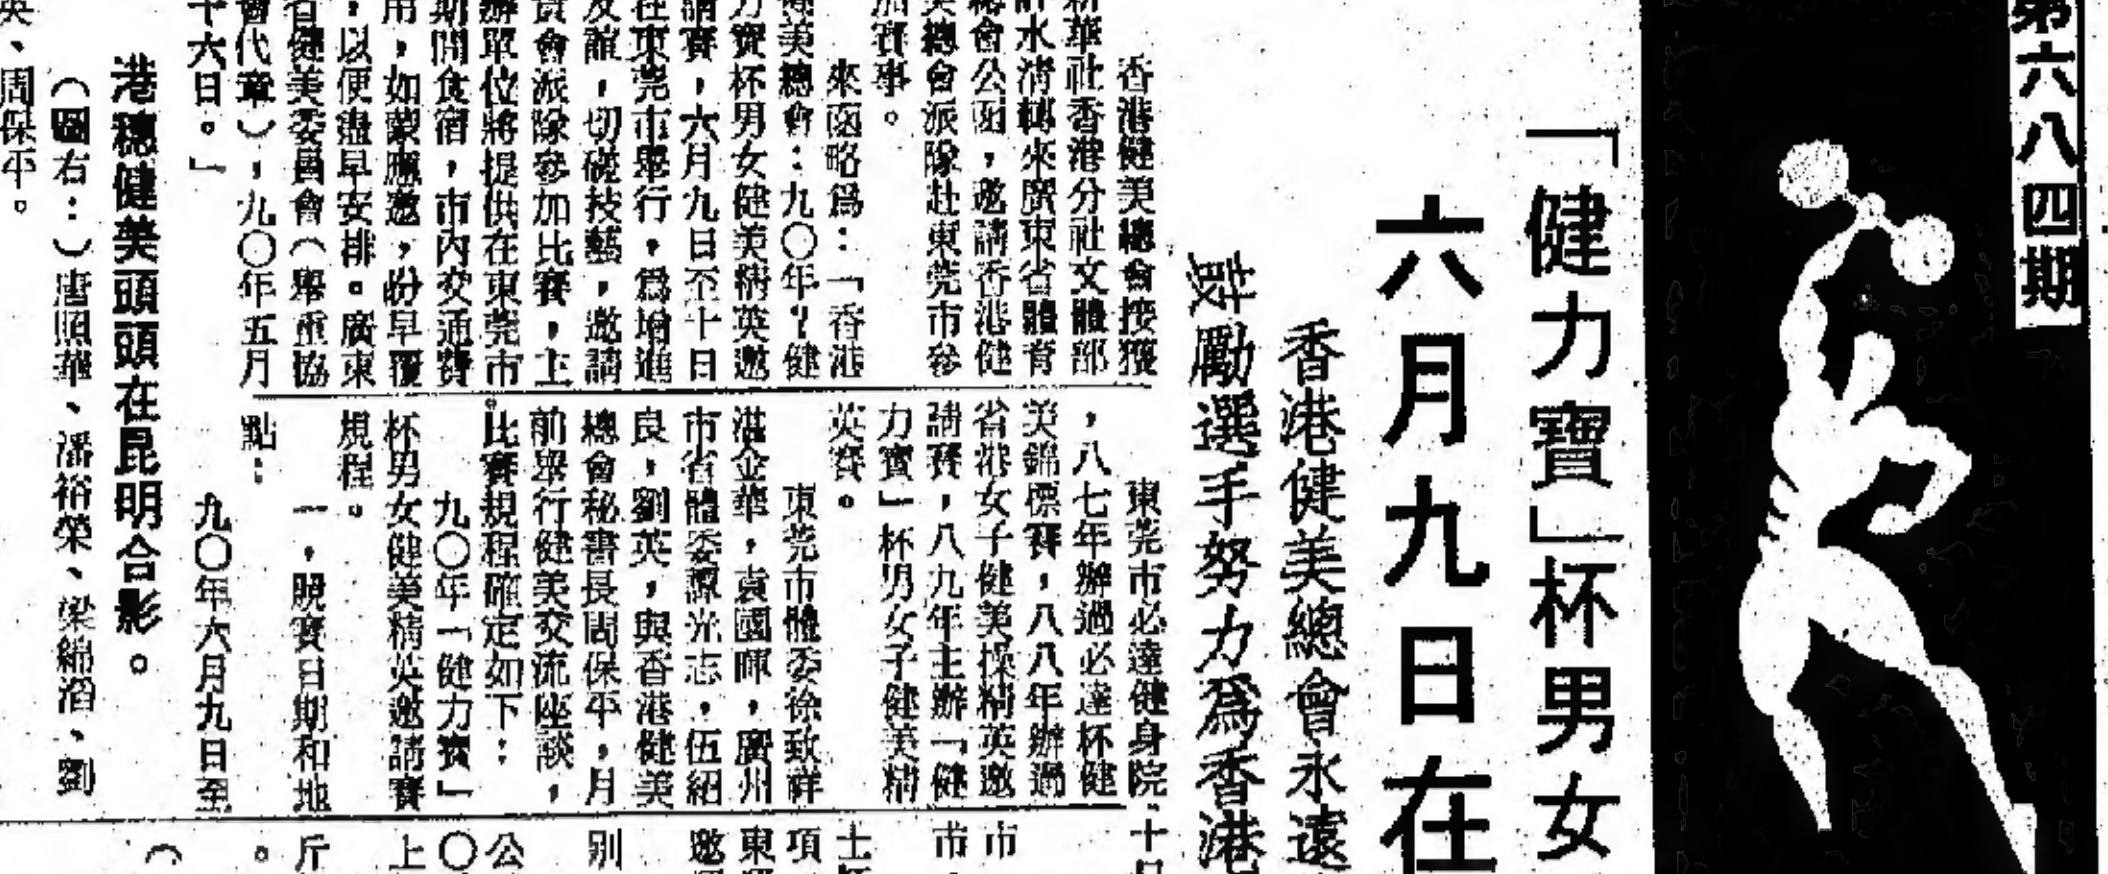 第六八四期
「健力寶」杯男女
六月九日在
香港健美總會永遠
勵選手努力爲香港
香港健美總會接獲
新華社香港分社文體部
許水清轉來廣東省體育
總會公函，邀請香港健
美總會派隊赴東莞市參
加賽事。
來函略爲：「香港
健美總會：九〇年！健
力寶杯男女健美精英邀
請賽，六月九日至十日
在東莞市舉行，爲增進
友誼，切磋技藝，邀請
貴會派隊參加比賽，主
辦單位將提供在東莞市
期間食宿，市內交通費
用，如蒙應邀，盼早覆
，以便盡早安排。廣東
省健美委員會（舉重協
會代章），九〇年五月
十六日。」
港穗健美頭頭在昆明合影。
（圖右：）唐照華、潘裕榮、梁錦滔、劉
英、周保平。
東莞市必達健身院，十
，八七年辦過必達杯健
美錦標賽，八八年辦過
省港女子健美操精英邀
請賽，八九年主辦「健
力寶」杯男女子健美精
英賽。
東莞市體委徐致祥
湛金華，袁國暉，廣州
市省體委譚光志，伍紹
良，劉英，與香港健美
總會秘書長周保平，月
前舉行健美交流座談，
比賽規程確定如下：
九〇年「健力寶」
杯男女健美精英邀請賽
規程。
一，競賽日期和地
點：
九〇年六月九日至
市
市
士
項
東
邀
別
公
〇
上
斤
。
（